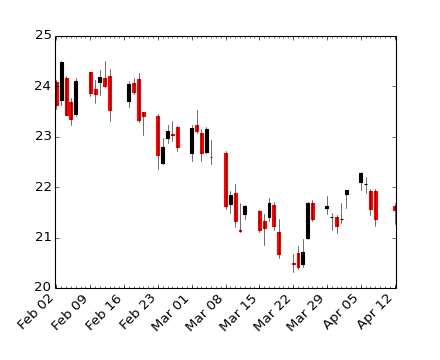 25
24
23
22
21
20
Feb 02
Feb 09
Feb 16
Feb 23
Mar 01
Mar 08
Mar 15
Mar 22
Mar 29
Apr 05
Apr 12